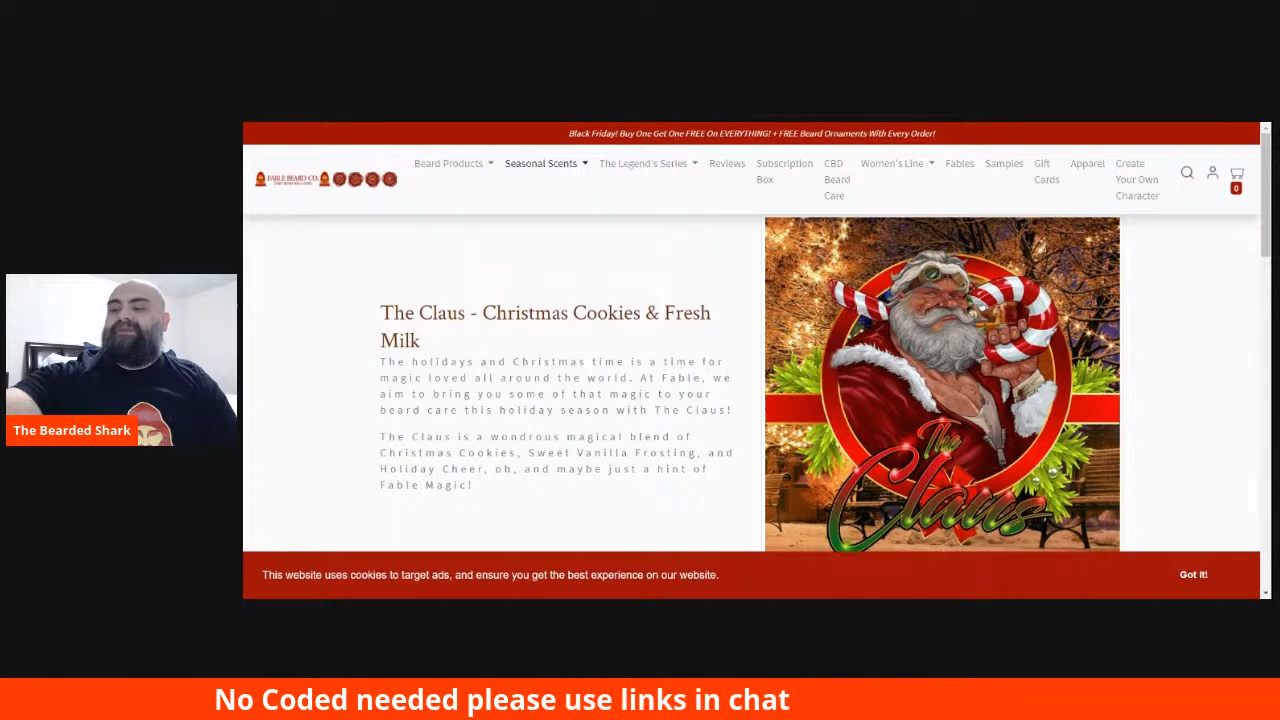 Black Friday! Buy One Get One FREE On EVERYTHING! + FREE Beard Ornaments With Every Order!
FABLE BEARD CO.
Beard Products
Seasonal Scents
The Legend's Series
Reviews
Subscription
Box
CBD
Beard
Care
Women's Line
Fables
Samples
Gift
Cards
Apparel
Create
Your Own
Character
0
The Claus - Christmas Cookies & Fresh
Milk
The holidays and Christmas time is a time for
magic loved all around the world. At Fable, we
aim to bring you some of that magic to your
beard care this holiday season with The Claus!
The Claus is a wondrous magical blend of
Christmas Cookies, Sweet Vanilla Frosting, and
Holiday Cheer, oh, and maybe just a hint of
Fable Magic!
The
Claus
The Bearded Shark
This website uses cookies to target ads, and ensure you get the best experience on our website.
Got it!
No Coded needed please use links in chat